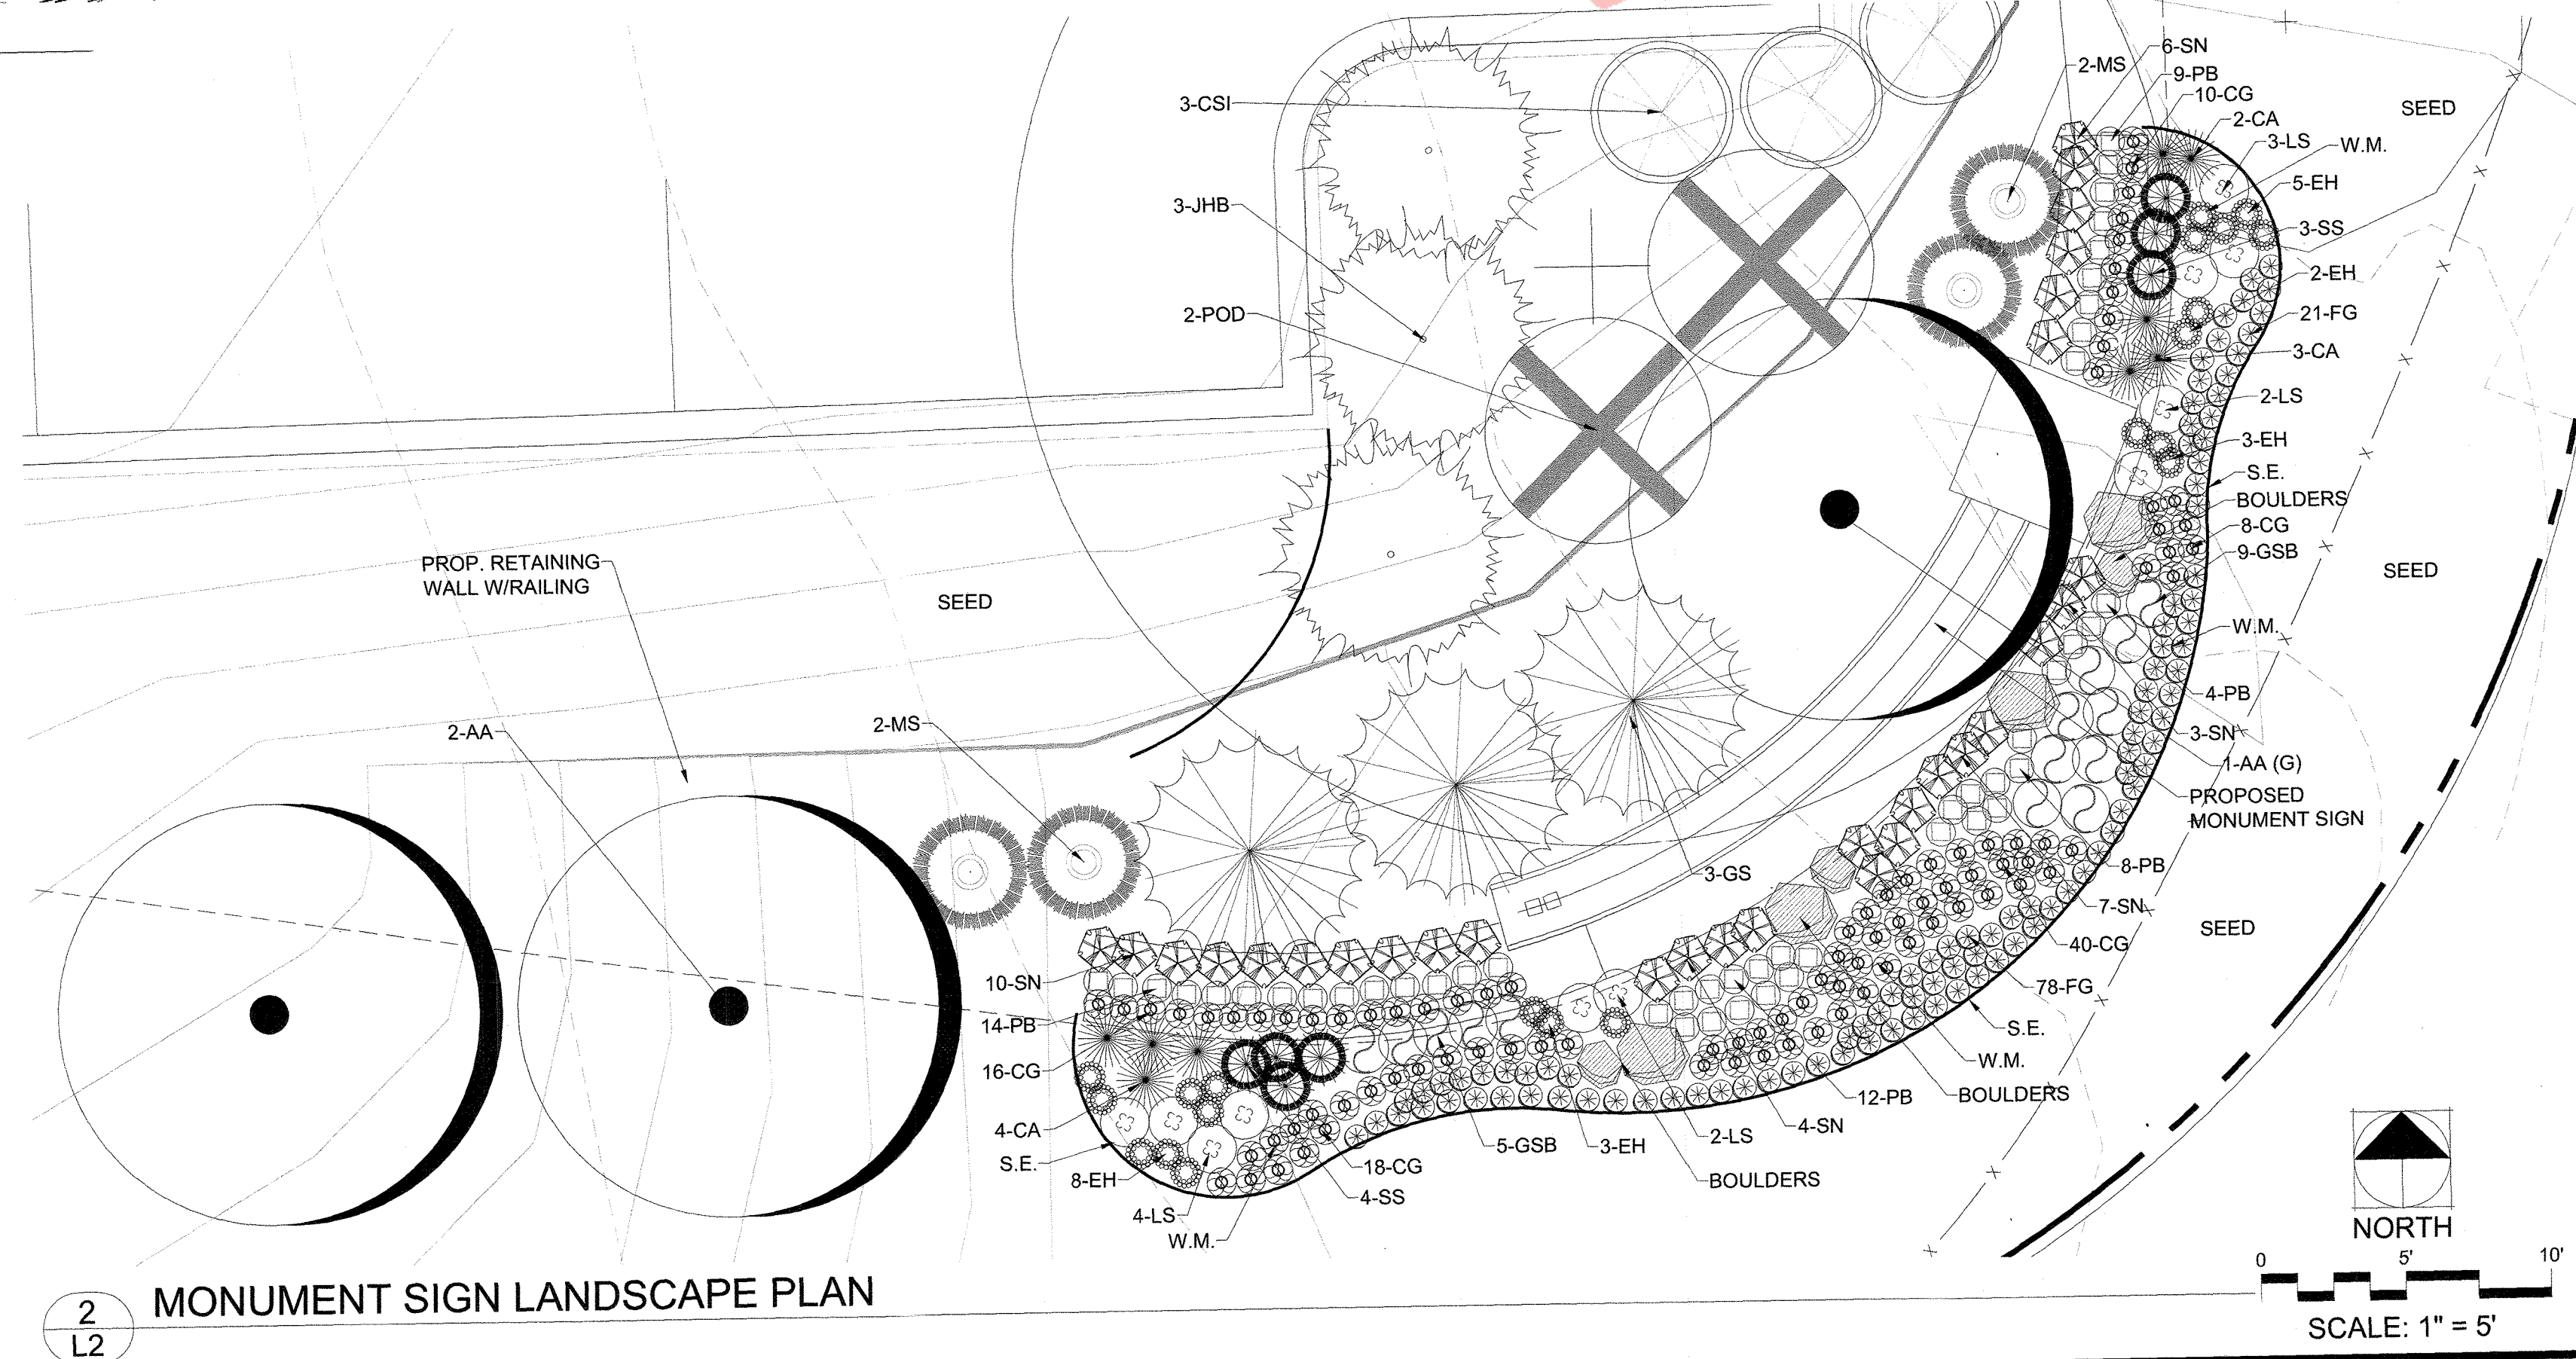 6-SN
2-MS
9-PB
10-CG
3-CSI
SEED
2-CA
3-LS
W.M.
5-EH
3-JHB
3-SS
2-EH
2-POD
21-FG
3-CA
2-LS
3-EH
S.E.
BOULDERS
8-CG
9-GSB
PROP. RETAINING
WALL W/RAILING
SEED
SEED
W.M.
4-PB
2-AA
2-MS
3-SN
1-AA (G)
PROPOSED
MONUMENT SIGN
3-GS
8-PB
7-SN
SEED
40-CG
10-SN
78-FG
14-PB
S.E.
16-CG
W.M.
12-PB
BOULDERS
4-CA
5-GSB
3-EH
2-LS
4-SN
S.E.
8-EH
18-CG
BOULDERS
4-SS
4-LS
W.M.
NORTH
0 5' 10'
SCALE: 1" = 5'
2
L2
MONUMENT SIGN LANDSCAPE PLAN